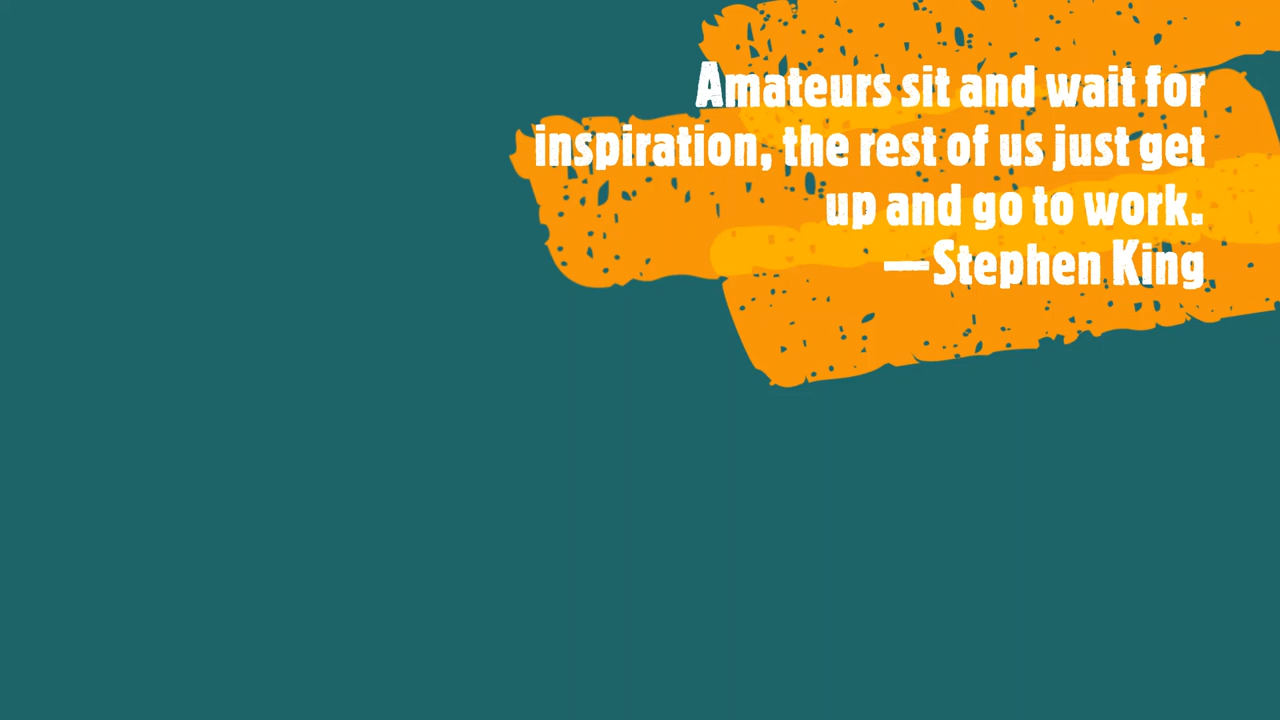 Amateurs sit and wait for
inspiration, the rest of us just get
up and go to work.
—Stephen King